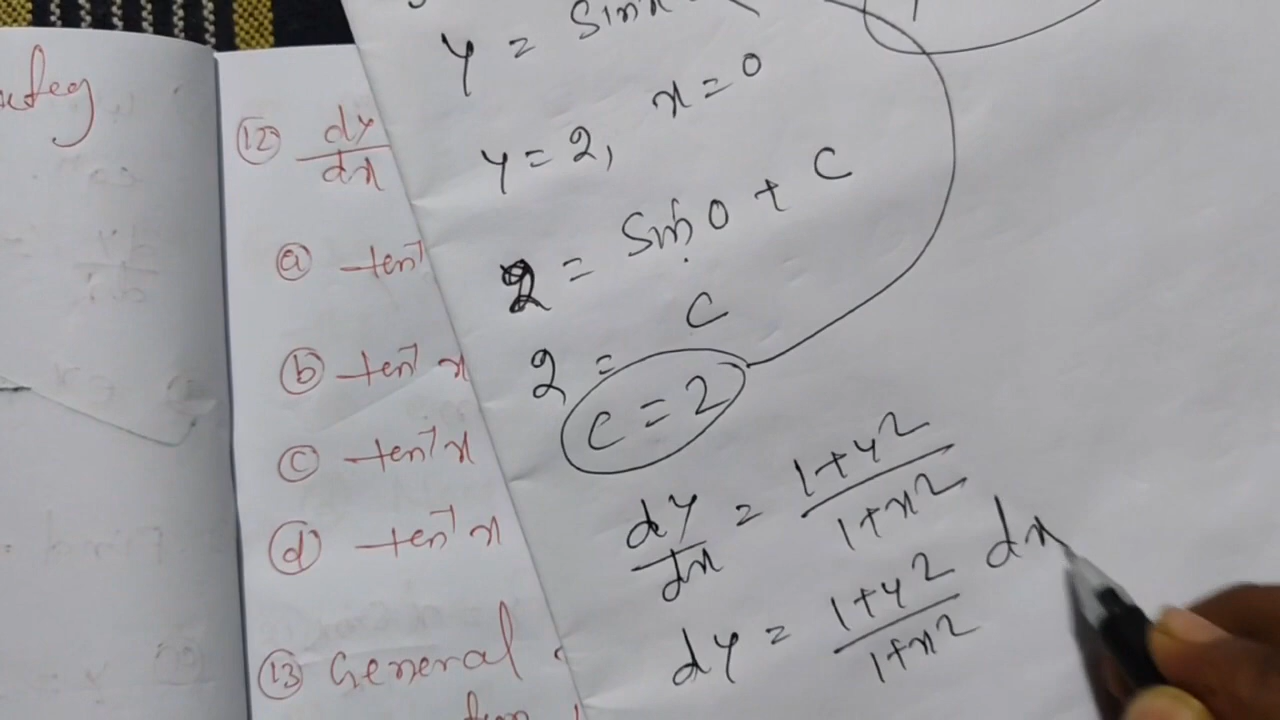 ⑫ dy/dx
ⓐ tan⁻¹
ⓑ tan⁻¹ x
ⓒ tan⁻¹ x
ⓓ tan⁻¹ x
⑬ General
y = Sin x
y = 2, x = 0
2 = Sin 0 + C
2 = C
C = 2
dy/dx = 1+y²/1+x²
dy = 1+y²/1+x² dx